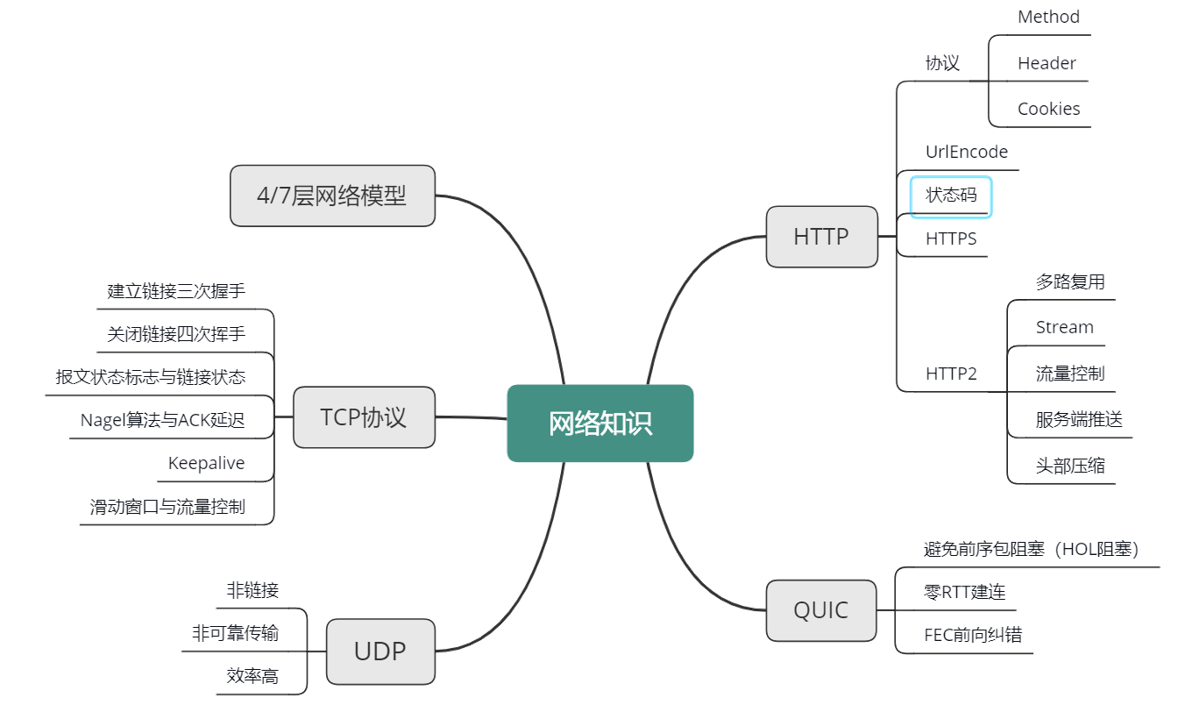 网络知识
4/7层网络模型
TCP协议
建立链接三次握手
关闭链接四次挥手
报文状态标志与链接状态
Nagel算法与ACK延迟
Keepalive
滑动窗口与流量控制
UDP
非链接
非可靠传输
效率高
HTTP
协议
Method
Header
Cookies
UrlEncode
状态码
HTTPS
HTTP2
多路复用
Stream
流量控制
服务端推送
头部压缩
QUIC
避免前序包阻塞（HOL阻塞）
零RTT建连
FEC前向纠错